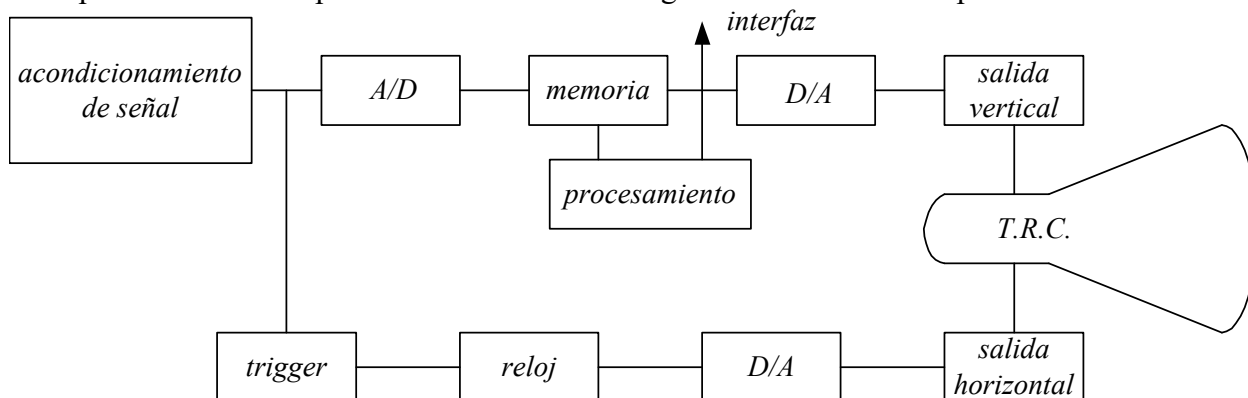 interfaz
acondicionamiento
de señal
A/D
memoria
D/A
salida
vertical
procesamiento
T.R.C.
trigger
reloj
D/A
salida
horizontal